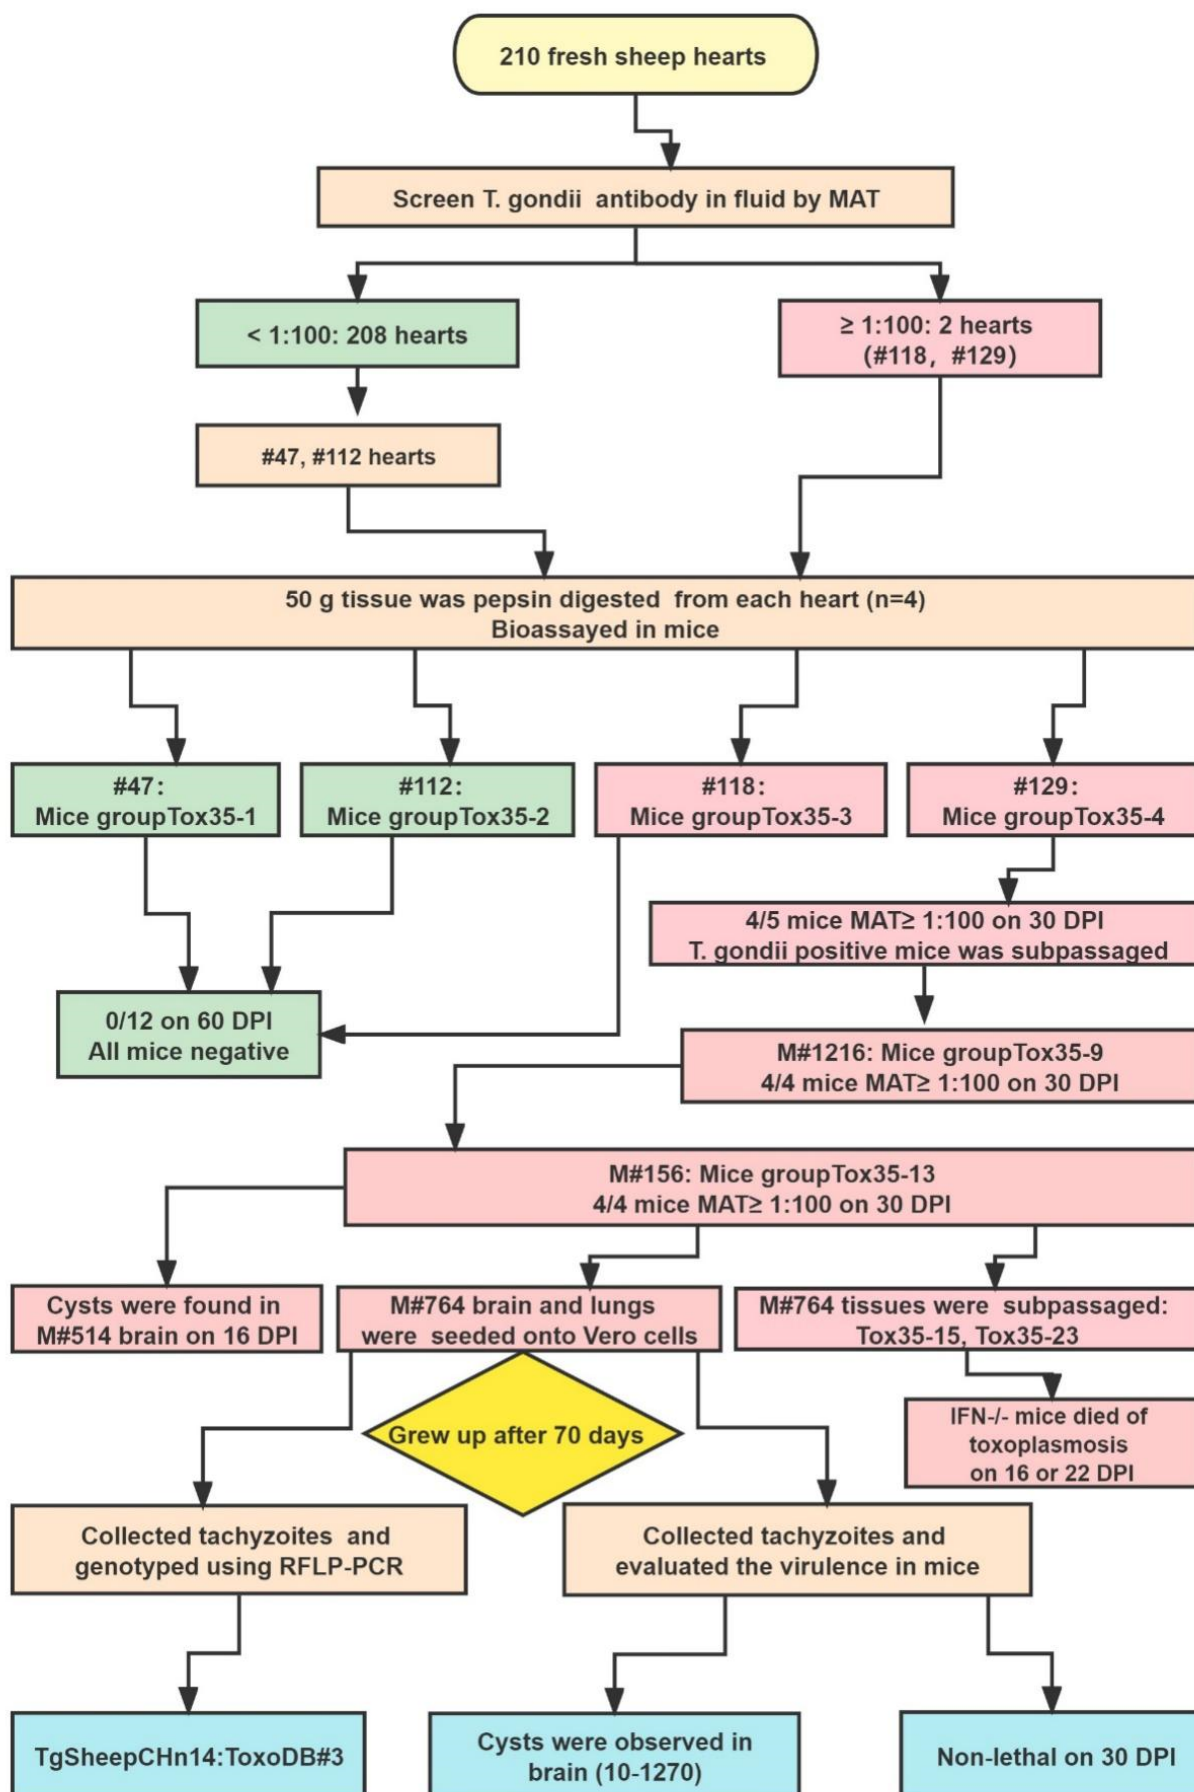 210 fresh sheep hearts
Screen T. gondii antibody in fluid by MAT
< 1:100: 208 hearts
≥ 1:100: 2 hearts
(#118, #129)
#47, #112 hearts
50 g tissue was pepsin digested from each heart (n=4)
Bioassayed in mice
#47:
Mice groupTox35-1
#112:
Mice groupTox35-2
#118:
Mice groupTox35-3
#129:
Mice groupTox35-4
4/5 mice MAT≥ 1:100 on 30 DPI
T. gondii positive mice was subpassaged
0/12 on 60 DPI
All mice negative
M#1216: Mice groupTox35-9
4/4 mice MAT≥ 1:100 on 30 DPI
M#156: Mice groupTox35-13
4/4 mice MAT≥ 1:100 on 30 DPI
Cysts were found in
M#514 brain on 16 DPI
M#764 brain and lungs
were seeded onto Vero cells
M#764 tissues were subpassaged:
Tox35-15, Tox35-23
Grew up after 70 days
IFN-/- mice died of
toxoplasmosis
on 16 or 22 DPI
Collected tachyzoites and
genotyped using RFLP-PCR
Collected tachyzoites and
evaluated the virulence in mice
TgSheepCHn14:ToxoDB#3
Cysts were observed in
brain (10-1270)
Non-lethal on 30 DPI